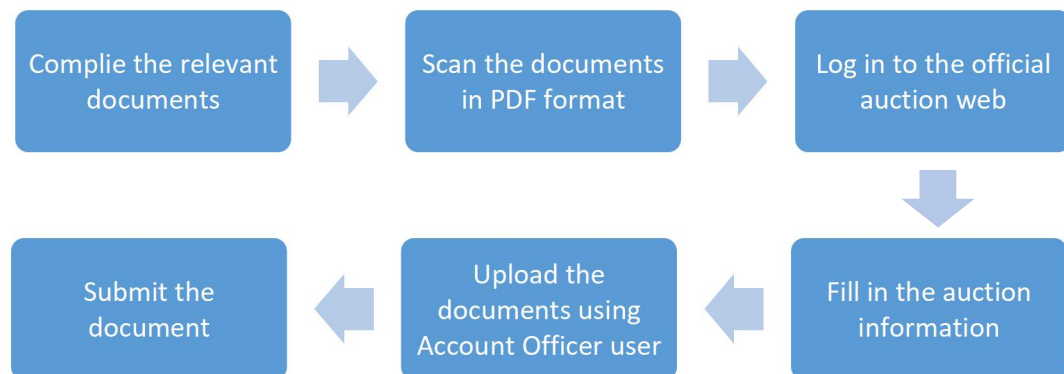 Complie the relevant
documents
Scan the documents
in PDF format
Log in to the official
auction web
Fill in the auction
information
Upload the
documents using
Account Officer user
Submit the
document